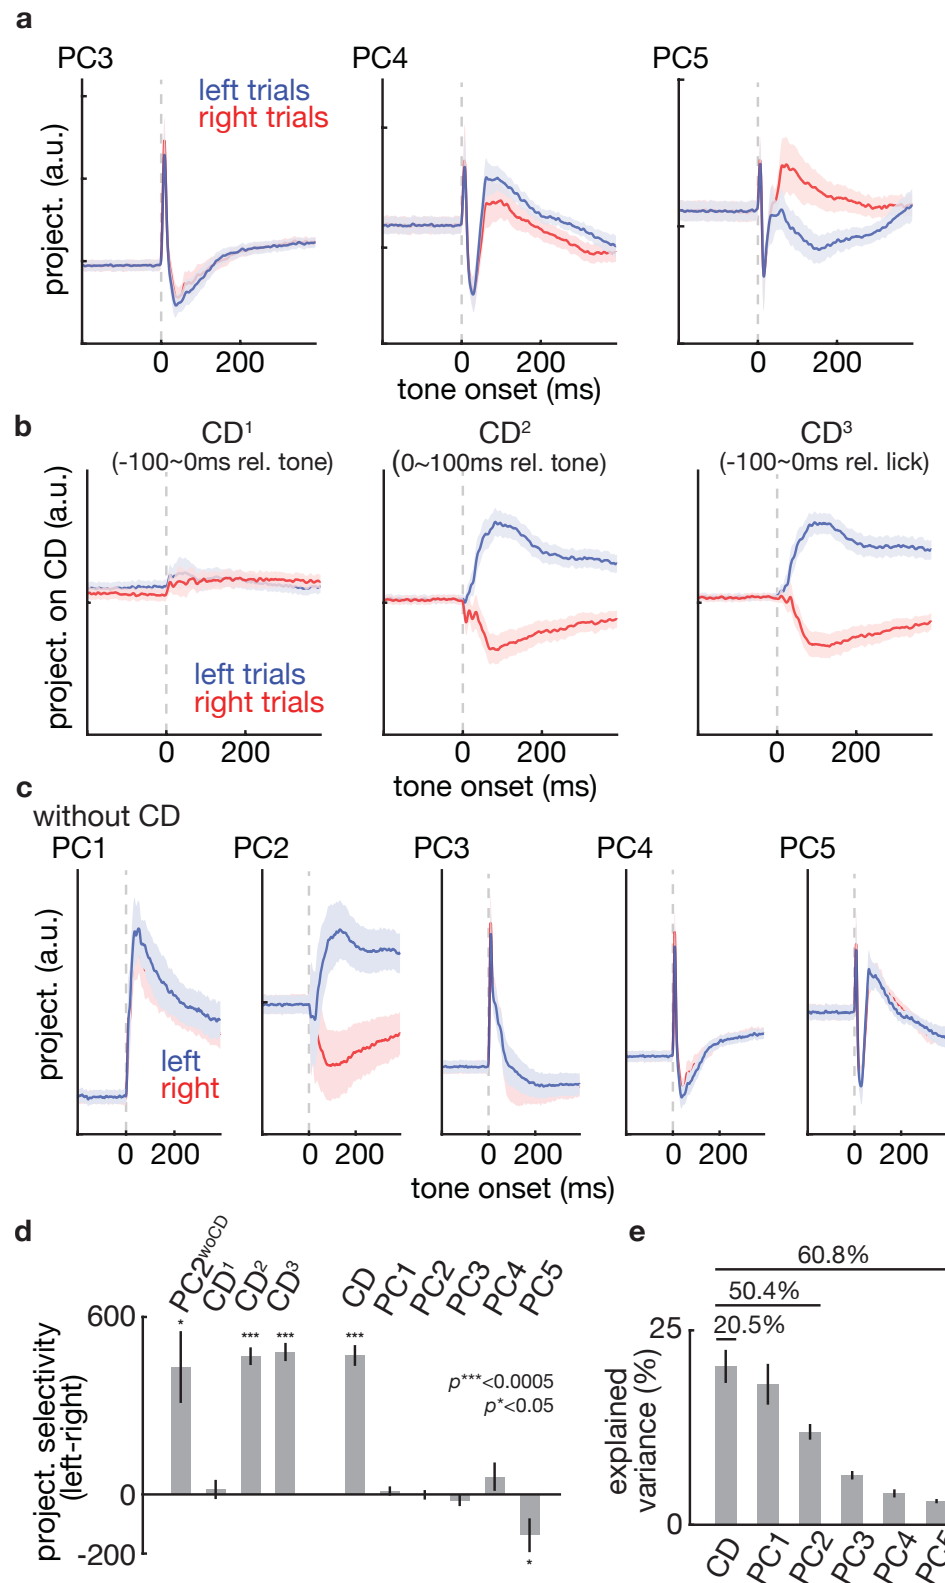 a
PC3
PC4
PC5
left trials
right trials
project. (a.u.)
0 200
0 200
0 200
tone onset (ms)
b
CD¹
(-100~0ms rel. tone)
CD²
(0~100ms rel. tone)
CD³
(-100~0ms rel. lick)
project. on CD (a.u.)
left trials
right trials
0 200
0 200
0 200
tone onset (ms)
c
without CD
PC1
PC2
PC3
PC4
PC5
project. (a.u.)
left
right
0 200
0 200
0 200
0 200
0 200
tone onset (ms)
d
PC2woCD
CD¹
CD²
CD³
CD
PC1
PC2
PC3
PC4
PC5
600
0
-200
project. selectivity
(left-right)
*
***
***
***
*
p***<0.0005
p*<0.05
e
60.8%
50.4%
20.5%
25
0
explained
variance (%)
CD
PC1
PC2
PC3
PC4
PC5